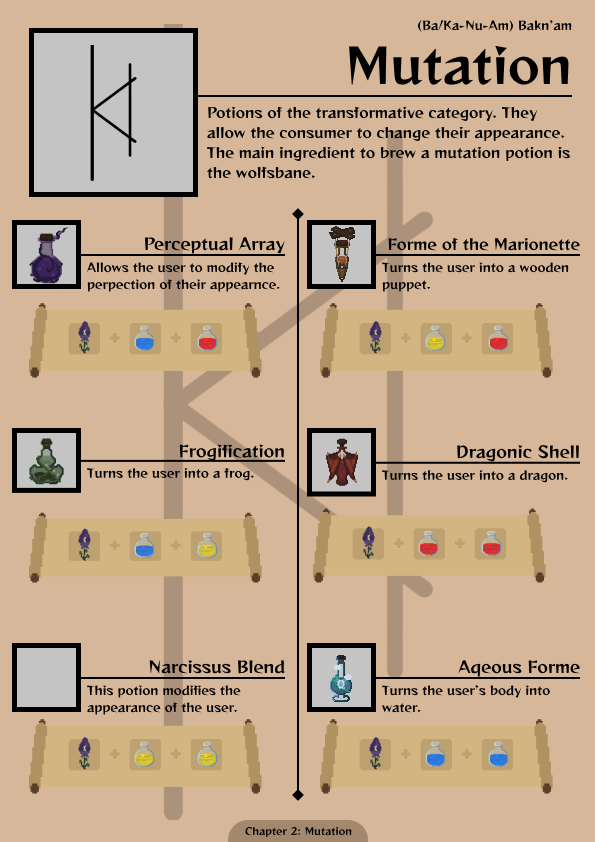 (Ba/Ka-Nu-Am) Bakn'am
Mutation
Potions of the transformative category. They
allow the consumer to change their appearance.
The main ingredient to brew a mutation potion is
the wolfsbane.
Perceptual Array
Allows the user to modify the
perpection of their appearnce.
Forme of the Marionette
Turns the user into a wooden
puppet.
Frogification
Turns the user into a frog.
Dragonic Shell
Turns the user into a dragon.
Narcissus Blend
This potion modifies the
appearance of the user.
Aqeous Forme
Turns the user's body into
water.
Chapter 2: Mutation